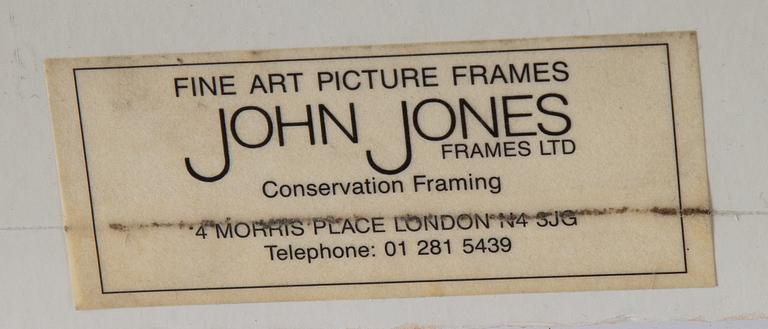 FINE ART PICTURE FRAMES
JOHN JONES
FRAMES LTD
Conservation Framing
4 MORRIS PLACE LONDON N4 3JG
Telephone: 01 281 5439